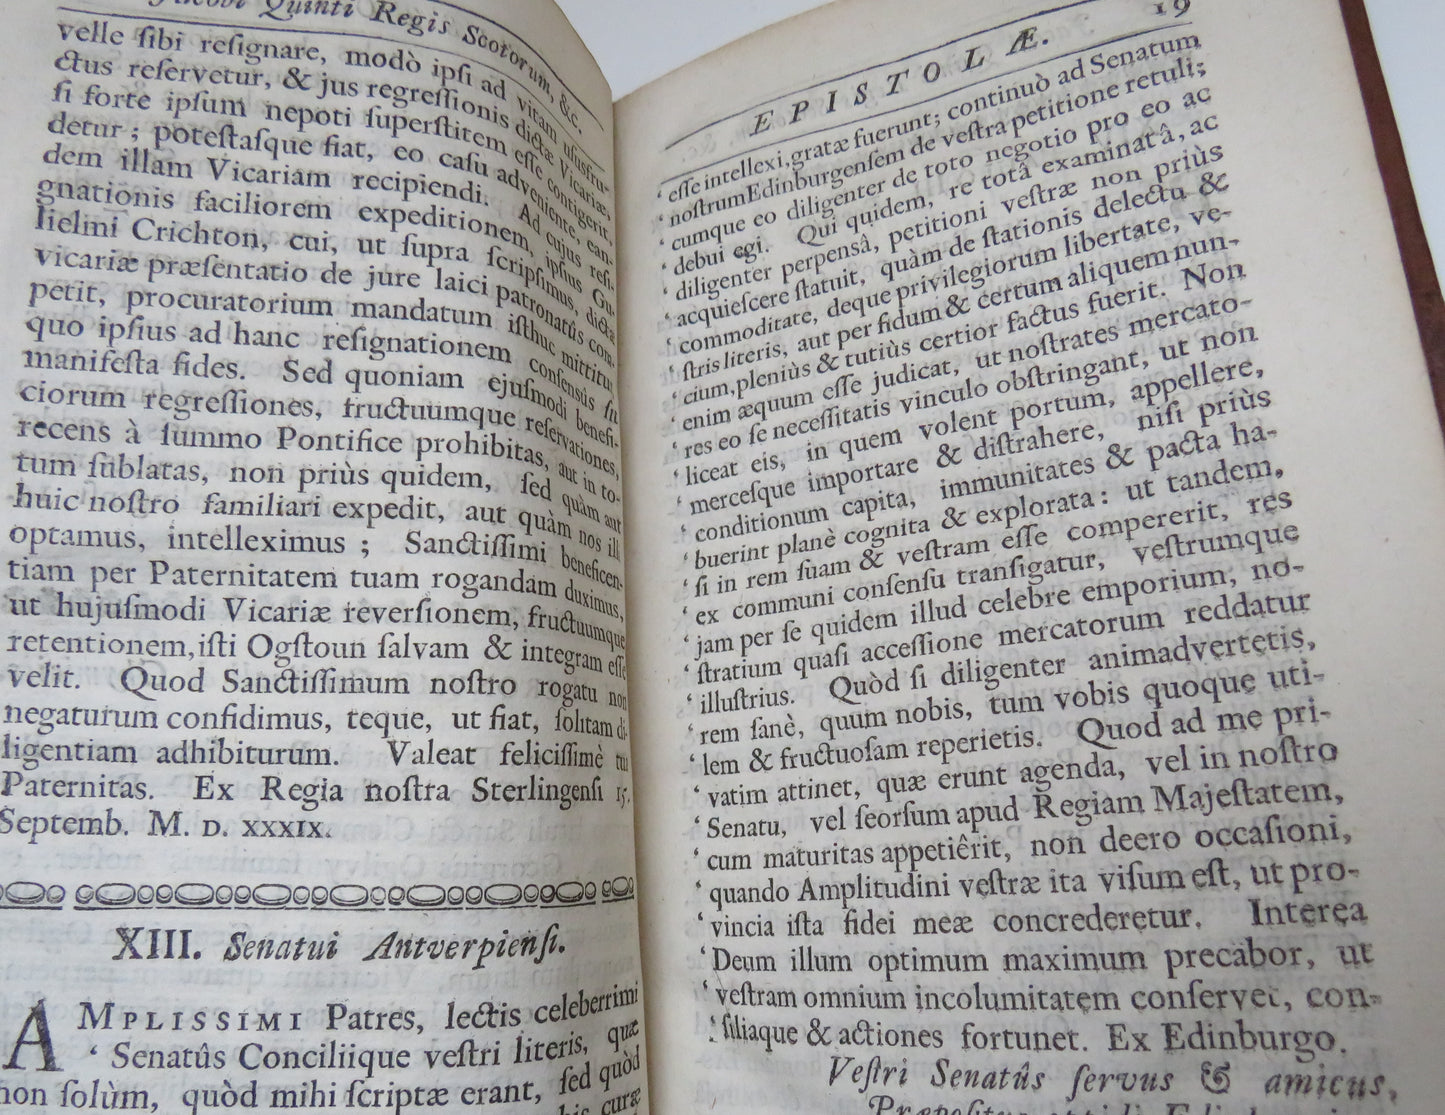 Jacobi Quinti Regis Scotorum, &c.
velle ſibi reſignare, modò ipſi ad vitam uſusfru-
ctus reſervetur, & jus regreſſionis dictæ Vicariæ,
ſi forte ipſum nepoti ſuperſtitem eſſe contigerit,
detur; poteſtaſque fiat, eo caſu adveniente, ean-
dem illam Vicariam recipiendi. Ad cujus reſi-
gnationis faciliorem expeditionem, ipſius Gu-
lielmi Crichton, cui, ut ſupra ſcripſimus, dictæ
vicariæ præſentatio de jure laici patronatûs com-
petit, procuratorium mandatum iſthuc mittitur
quo ipſius ad hanc reſignationem conſensûs fit
manifeſta fides. Sed quoniam ejuſmodi benefi-
ciorum regreſſiones, fructuumque reſervationes,
recens à ſummo Pontifice prohibitas, aut in to-
tum ſublatas, non priùs quidem, ſed quàm aut
huic noſtro familiari expedit, aut quàm nos illi
optamus, intelleximus; Sanctiſſimi beneficen-
tiam per Paternitatem tuam rogandam duximus,
ut hujuſmodi Vicariæ reverſionem, fructuumque
retentionem, iſti Ogſtoun ſalvam & integram eſſe
velit. Quod Sanctiſſimum noſtro rogatu non
negaturum confidimus, teque, ut fiat, ſolitam di-
ligentiam adhibiturum. Valeat feliciſſimè tua
Paternitas. Ex Regia noſtra Sterlingenſi 15.
Septemb. M. D. XXXIX.
XIII. Senatui Antverpienſi.
AMPLISSIMI Patres, lectis celeberrimi
‘ Senatûs Conciliique veſtri literis, quæ
non ſolùm, quòd mihi ſcriptæ erant, ſed quòd
hic curæ
EPISTOLÆ. 19
‘ eſſe intellexi, gratæ fuerunt; continuò ad Senatum
‘ noſtrum Edinburgenſem de veſtra petitione retuli;
‘ cumque eo diligenter de toto negotio pro eo ac
‘ debui egi. Qui quidem, re totâ examinatâ, ac
‘ diligenter perpensâ, petitioni veſtræ non priùs
‘ acquieſcere ſtatuit, quàm de ſtationis delectu &
‘ commoditate, deque privilegiorum libertate, ve-
‘ ſtris literis, aut per fidum & certum aliquem nun-
‘ cium, pleniùs & tutiùs certior factus fuerit. Non
‘ enim æquum eſſe judicat, ut noſtrates mercato-
‘ res eo ſe neceſſitatis vinculo obſtringant, ut non
‘ liceat eis, in quem volent portum, appellere,
‘ merceſque importare & diſtrahere, niſi priùs
‘ conditionum capita, immunitates & pacta ha-
‘ buerint planè cognita & explorata: ut tandem,
‘ ſi in rem ſuam & veſtram eſſe compererit, res
‘ ex communi conſenſu tranſigatur, veſtrumque
‘ jam per ſe quidem illud celebre emporium, no-
‘ ſtratium quaſi acceſſione mercatorum reddatur
‘ illuſtrius. Quòd ſi diligenter animadvertetis,
‘ rem ſanè, quum nobis, tum vobis quoque uti-
‘ lem & fructuoſam reperietis. Quod ad me pri-
‘ vatim attinet, quæ erunt agenda, vel in noſtro
‘ Senatu, vel ſeorſum apud Regiam Majeſtatem,
‘ cum maturitas appetiêrit, non deero occaſioni,
‘ quando Amplitudini veſtræ ita viſum eſt, ut pro-
‘ vincia iſta fidei meæ concrederetur. Interea
‘ Deum illum optimum maximum precabor, ut
‘ veſtram omnium incolumitatem conſervet, con-
‘ ſiliaque & actiones fortunet. Ex Edinburgo.
Veſtri Senatûs ſervus & amicus,
Præpoſitus